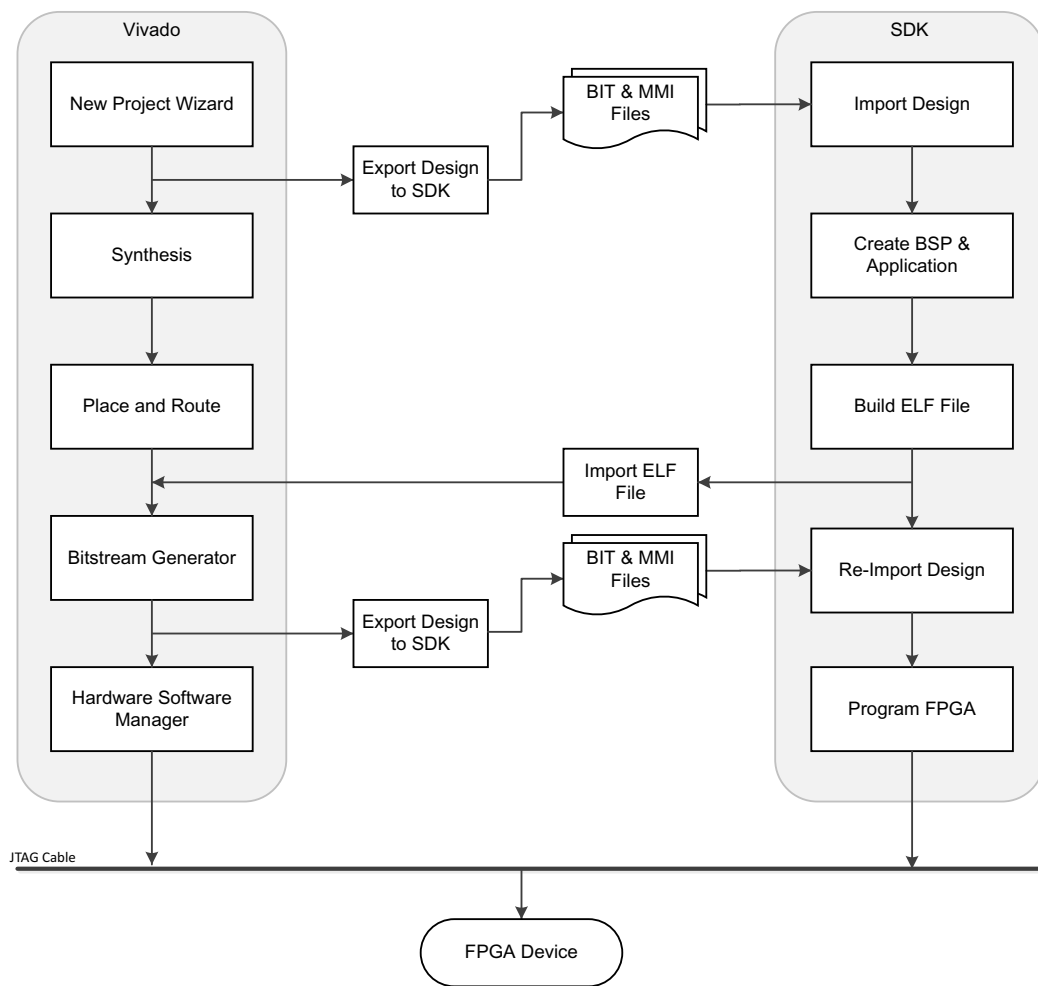 Vivado
SDK
New Project Wizard
BIT & MMI
Files
Import Design
Export Design
to SDK
Synthesis
Create BSP &
Application
Place and Route
Build ELF File
Import ELF
File
Bitstream Generator
BIT & MMI
Files
Re-Import Design
Export Design
to SDK
Hardware Software
Manager
Program FPGA
JTAG Cable
FPGA Device